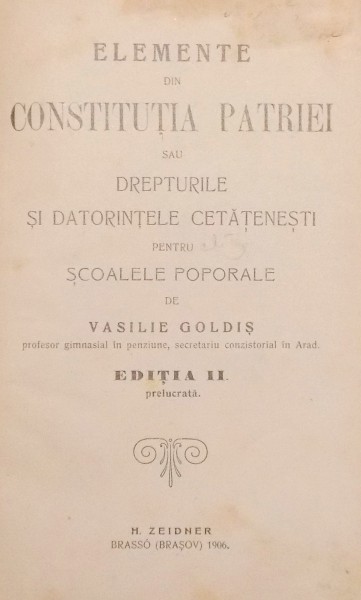 ELEMENTE
DIN
CONSTITUȚIA PATRIEI
SAU
DREPTURILE
ȘI DATORINȚELE CETĂȚENEȘTI
PENTRU
ȘCOALELE POPORALE
DE
VASILIE GOLDIȘ
profesor gimnasial în penziune, secretariu conzistorial în Arad.
EDIȚIA II.
prelucrată.
H. ZEIDNER
BRASSÓ (BRAȘOV) 1906.